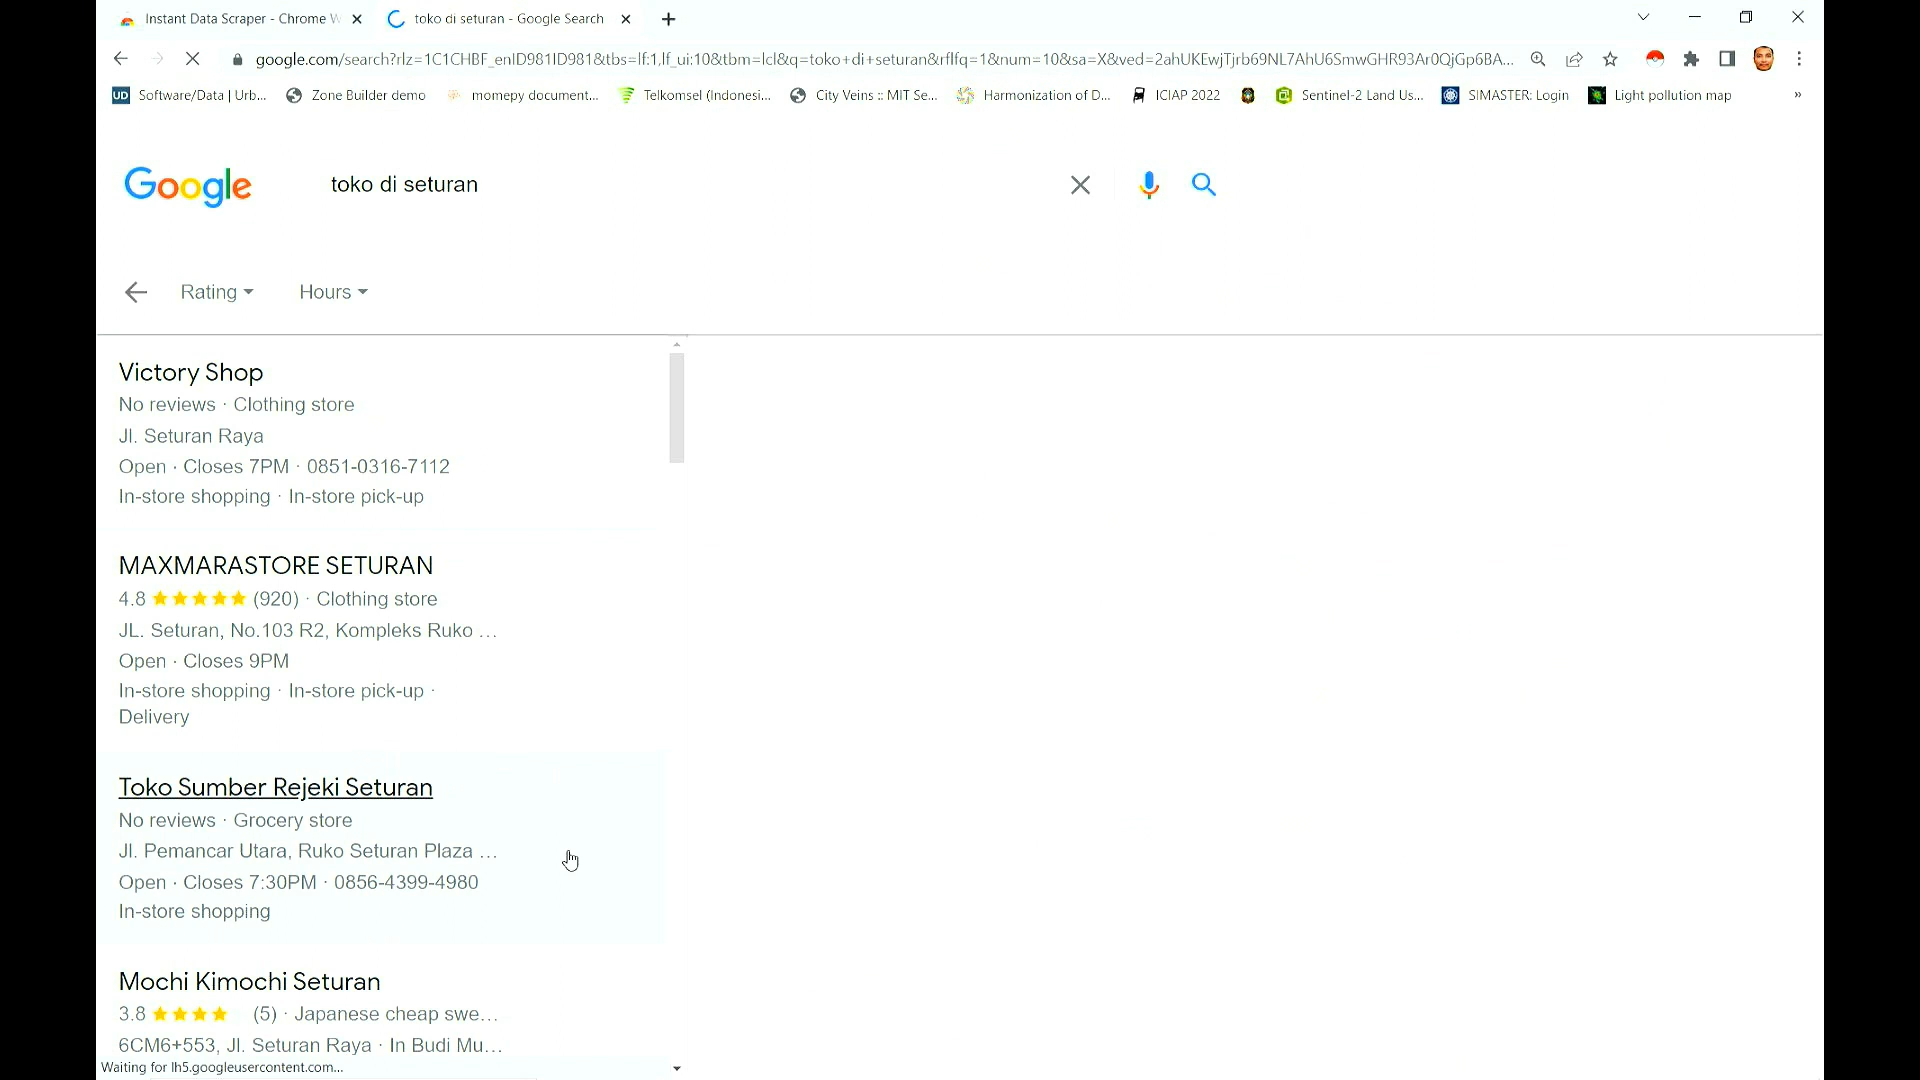 Instant Data Scraper - Chrome W
toko di seturan - Google Search
google.com/search?rlz=1C1CHBF_enID981ID981&tbs=lf:1,lf_ui:10&tbm=lcl&q=toko+di+seturan&rflfq=1&num=10&sa=X&ved=2ahUKEwjTjrb69NL7AhU6SmwGHR93Ar0QjGp6BA...
UD Software/Data | Urb...
Zone Builder demo
momepy document...
Telkomsel (Indonesi...
City Veins :: MIT Se...
Harmonization of D...
ICIAP 2022
Sentinel-2 Land Us...
SIMASTER: Login
Light pollution map
»
Google
toko di seturan
Rating
Hours
Victory Shop
No reviews · Clothing store
Jl. Seturan Raya
Open · Closes 7PM · 0851-0316-7112
In-store shopping · In-store pick-up
MAXMARASTORE SETURAN
4.8 ★★★★★ (920) · Clothing store
JL. Seturan, No.103 R2, Kompleks Ruko ...
Open · Closes 9PM
In-store shopping · In-store pick-up ·
Delivery
Toko Sumber Rejeki Seturan
No reviews · Grocery store
Jl. Pemancar Utara, Ruko Seturan Plaza ...
Open · Closes 7:30PM · 0856-4399-4980
In-store shopping
Mochi Kimochi Seturan
3.8 ★★★★ (5) · Japanese cheap swe...
6CM6+553, Jl. Seturan Raya · In Budi Mu...
Waiting for lh5.googleusercontent.com...